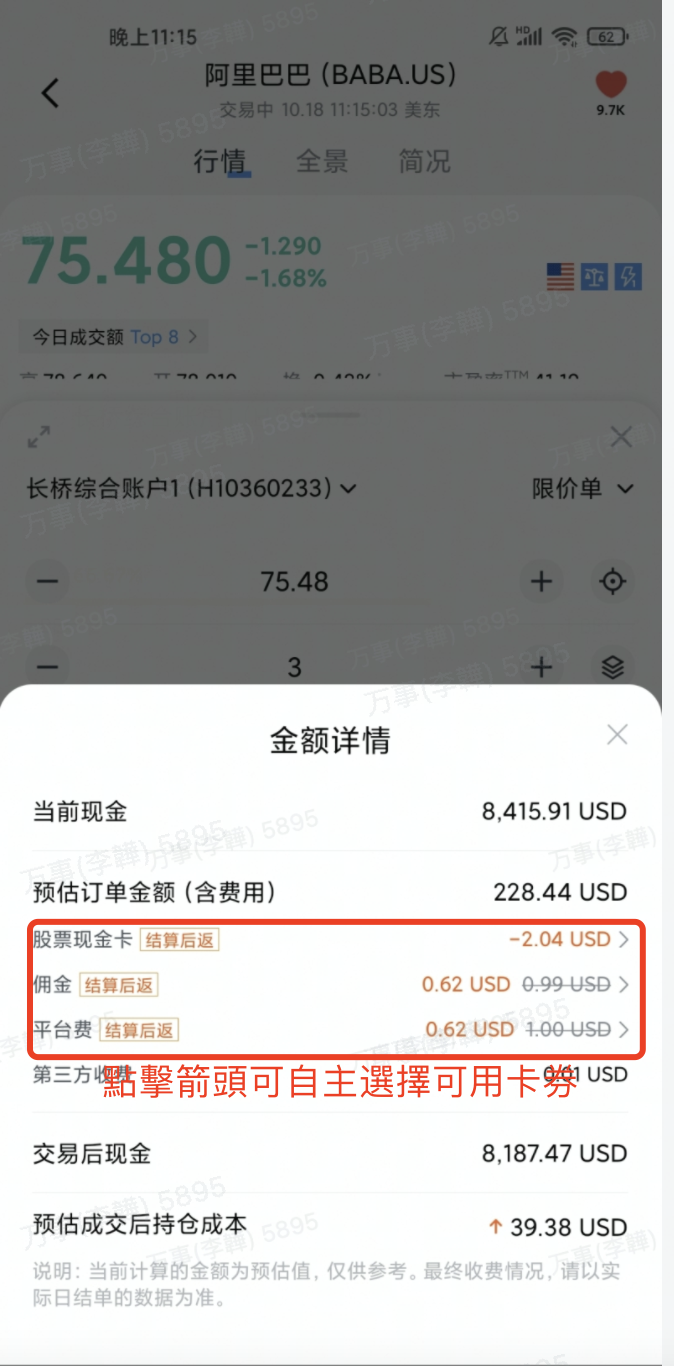 晚上11:15
HD
62
阿里巴巴 (BABA.US)
交易中 10.18 11:15:03 美东
9.7K
行情 全景 简况
75.480 -1.290
-1.68%
今日成交额 Top 8 >
长桥综合账户1 (H10360233)
限价单
75.48
3
金额详情
当前现金 8,415.91 USD
预估订单金额 (含费用) 228.44 USD
股票现金卡 结算后返 -2.04 USD >
佣金 结算后返 0.62 USD 0.99 USD >
平台费 结算后返 0.62 USD 1.00 USD >
第三方收费 0.01 USD
點擊箭頭可自主選擇可用卡券
交易后现金 8,187.47 USD
预估成交后持仓成本 ↑ 39.38 USD
说明: 当前计算的金额为预估值, 仅供参考。最终收费情况, 请以实
际日结单的数据为准。
万事(李韡) 5895